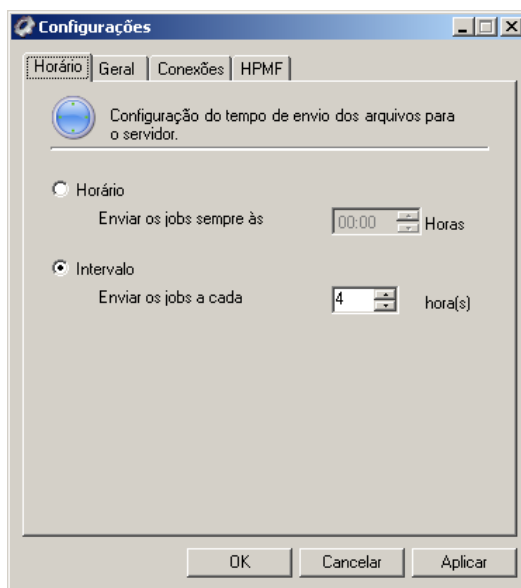 Configurações
Horário Geral Conexões HPMF
Configuração do tempo de envio dos arquivos para
o servidor.
Horário
Enviar os jobs sempre às 00:00 Horas
Intervalo
Enviar os jobs a cada 4 hora(s)
OK Cancelar Aplicar